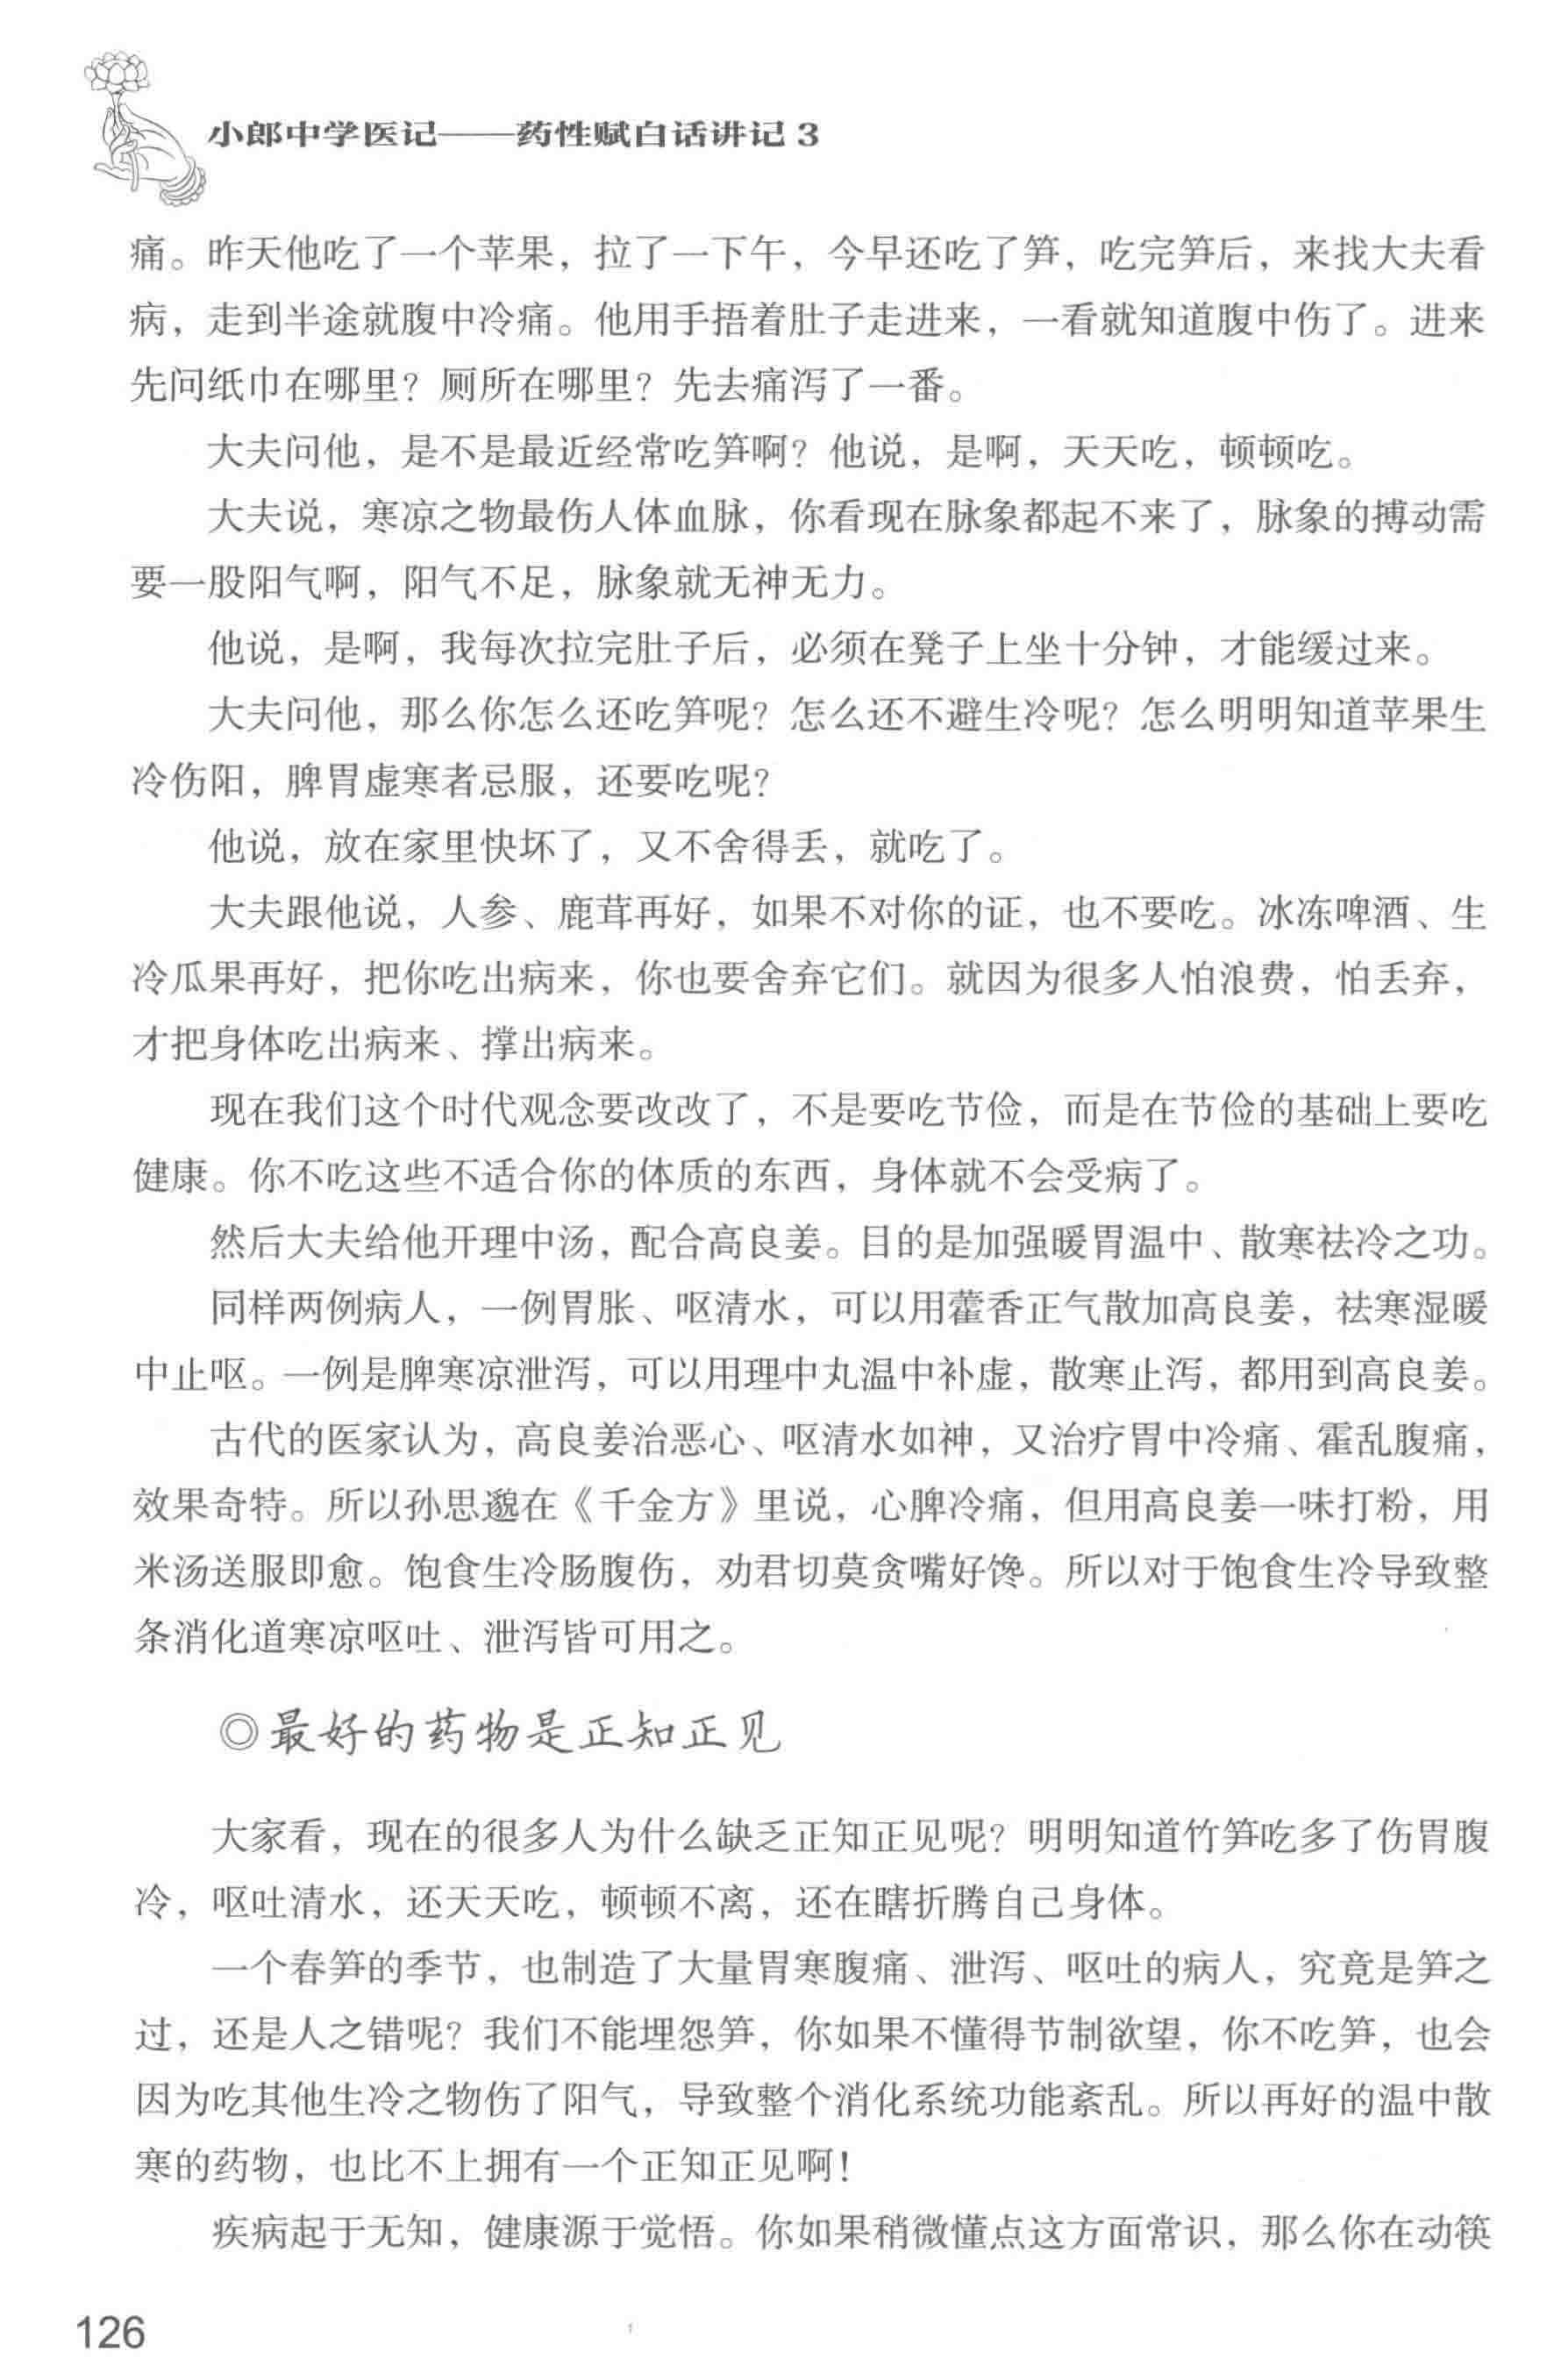 小郎中学医记——药性赋白话讲记3
痛。昨天他吃了一个苹果，拉了一下午，今早还吃了笋，吃完笋后，来找大夫看
病，走到半途就腹中冷痛。他用手捂着肚子走进来，一看就知道腹中伤了。进来
先问纸巾在哪里？厕所在哪里？先去痛泻了一番。
大夫问他，是不是最近经常吃笋啊？他说，是啊，天天吃，顿顿吃。
大夫说，寒凉之物最伤人体血脉，你看现在脉象都起不来了，脉象的搏动需
要一股阳气啊，阳气不足，脉象就无神无力。
他说，是啊，我每次拉完肚子后，必须在凳子上坐十分钟，才能缓过来。
大夫问他，那么你怎么还吃笋呢？怎么还不避生冷呢？怎么明明知道苹果生
冷伤阳，脾胃虚寒者忌服，还要吃呢？
他说，放在家里快坏了，又不舍得丢，就吃了。
大夫跟他说，人参、鹿茸再好，如果不对你的证，也不要吃。冰冻啤酒、生
冷瓜果再好，把你吃出病来，你也要舍弃它们。就因为很多人怕浪费，怕丢弃，
才把身体吃出病来、撑出病来。
现在我们这个时代观念要改改了，不是要吃节俭，而是在节俭的基础上要吃
健康。你不吃这些不适合你的体质的东西，身体就不会受病了。
然后大夫给他开理中汤，配合高良姜。目的是加强暖胃温中、散寒祛冷之功。
同样两例病人，一例胃胀、呕清水，可以用藿香正气散加高良姜，祛寒湿暖
中止呕。一例是脾寒凉泄泻，可以用理中丸温中补虚，散寒止泻，都用到高良姜。
古代的医家认为，高良姜治恶心、呕清水如神，又治疗胃中冷痛、霍乱腹痛，
效果奇特。所以孙思邈在《千金方》里说，心脾冷痛，但用高良姜一味打粉，用
米汤送服即愈。饱食生冷肠腹伤，劝君切莫贪嘴好馋。所以对于饱食生冷导致整
条消化道寒凉呕吐、泄泻皆可用之。
◎最好的药物是正知正见
大家看，现在的很多人为什么缺乏正知正见呢？明明知道竹笋吃多了伤胃腹
冷，呕吐清水，还天天吃，顿顿不离，还在瞎折腾自己身体。
一个春笋的季节，也制造了大量胃寒腹痛、泄泻、呕吐的病人，究竟是笋之
过，还是人之错呢？我们不能埋怨笋，你如果不懂得节制欲望，你不吃笋，也会
因为吃其他生冷之物伤了阳气，导致整个消化系统功能紊乱。所以再好的温中散
寒的药物，也比不上拥有一个正知正见啊！
疾病起于无知，健康源于觉悟。你如果稍微懂点这方面常识，那么你在动筷
126